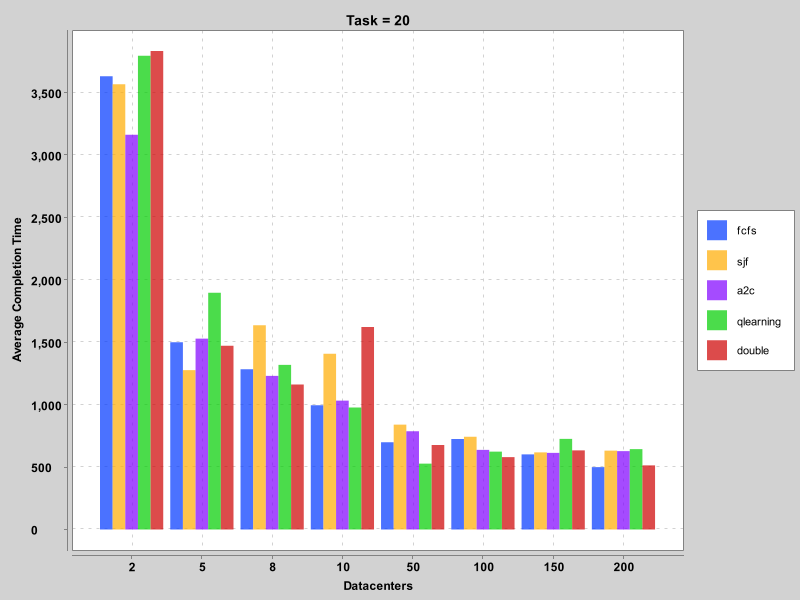 Task = 20
Average Completion Time
3,500
3,000
2,500
2,000
1,500
1,000
500
0
2 5 8 10 50 100 150 200
Datacenters
fcfs
sjf
a2c
qlearning
double